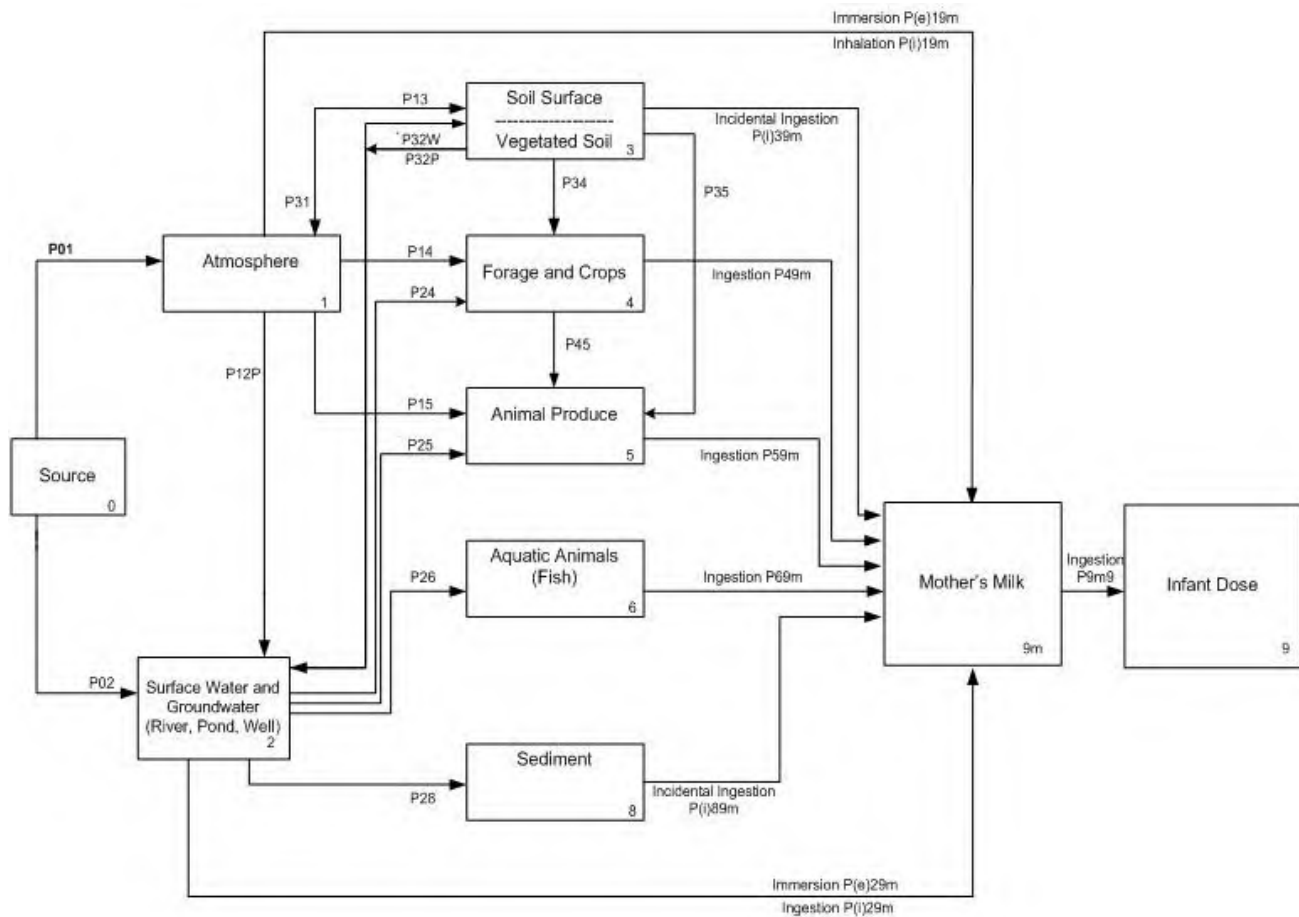 Immersion P(e)19m
Inhalation P(i)19m
P13
Soil Surface
--------------------
Vegetated Soil
3
P32W
P32P
Incidental Ingestion
P(i)39m
P34
P35
P31
P01
Atmosphere
1
P14
P24
Forage and Crops
4
Ingestion P49m
P45
P12P
P15
P25
Animal Produce
5
Ingestion P59m
Source
0
P26
Aquatic Animals
(Fish)
6
Ingestion P69m
Mother's Milk
9m
Ingestion
P9m9
Infant Dose
9
P02
Surface Water and
Groundwater
(River, Pond, Well)
2
P28
Sediment
8
Incidental Ingestion
P(i)89m
Immersion P(e)29m
Ingestion P(i)29m